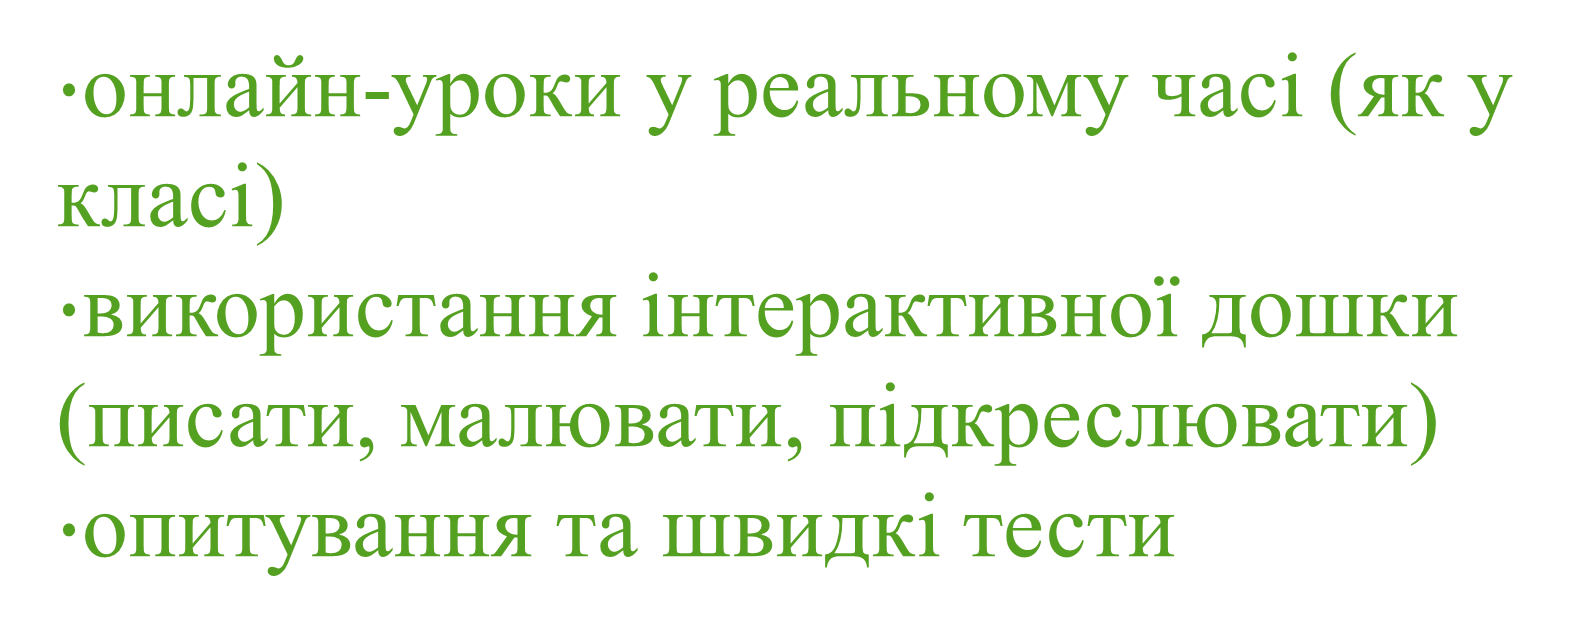 ·онлайн-уроки у реальному часі (як у
класі)
·використання інтерактивної дошки
(писати, малювати, підкреслювати)
·опитування та швидкі тести